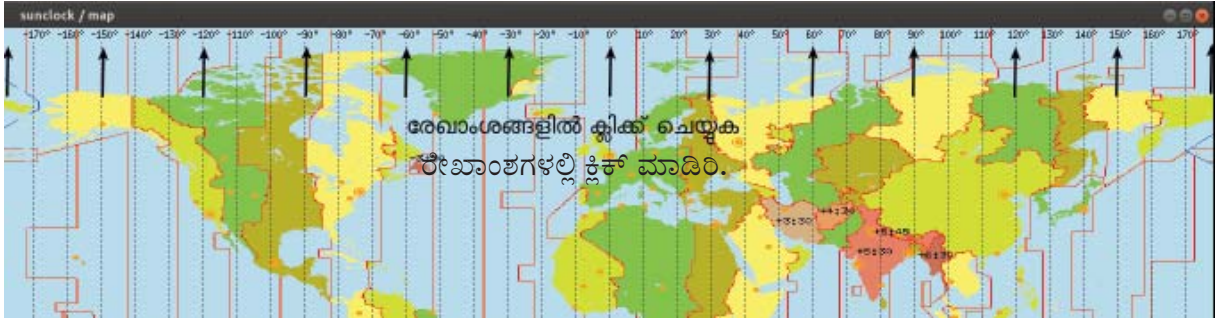 sunclock / map
-170° -160° -150° -140° -120° -110° -100° -90° -80° -70° -60° -50° -40° -30° -20° -10° 0° 10° 20° 30° 40° 50° 60° 70° 80° 90° 100° 110° 120° 130° 140° 150° 160° 170°
രേഖാംശങ്ങളിൽ ക്ലിക്ക് ചെയ്യുക
ರೇಖಾಂಶಗಳಲ್ಲಿ ಕ್ಲಿಕ್ ಮಾಡಿರಿ.
+3:30 +4:30
+5:45
+5:30 +6:30